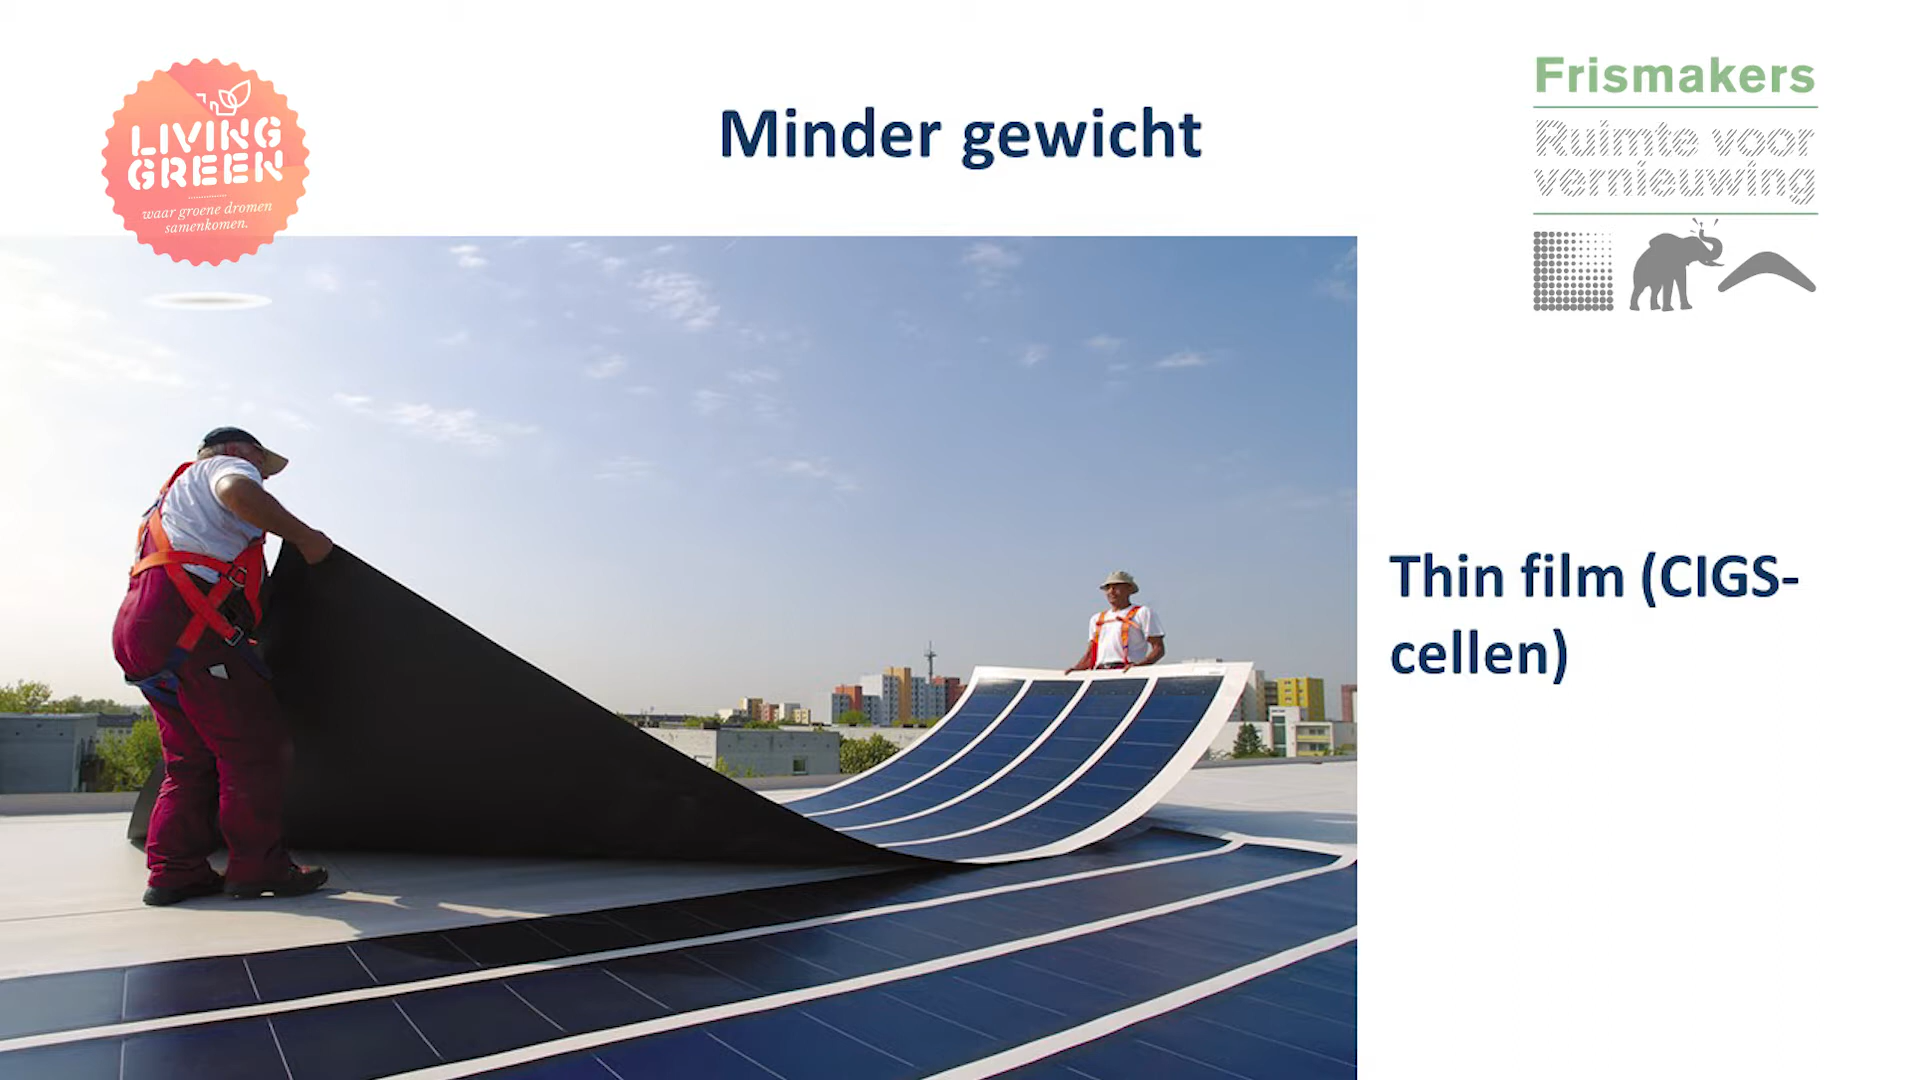 LIVING
GREEN
waar groene dromen
samenkomen.
Minder gewicht
Frismakers
Ruimte voor
vernieuwing
Thin film (CIGS-
cellen)